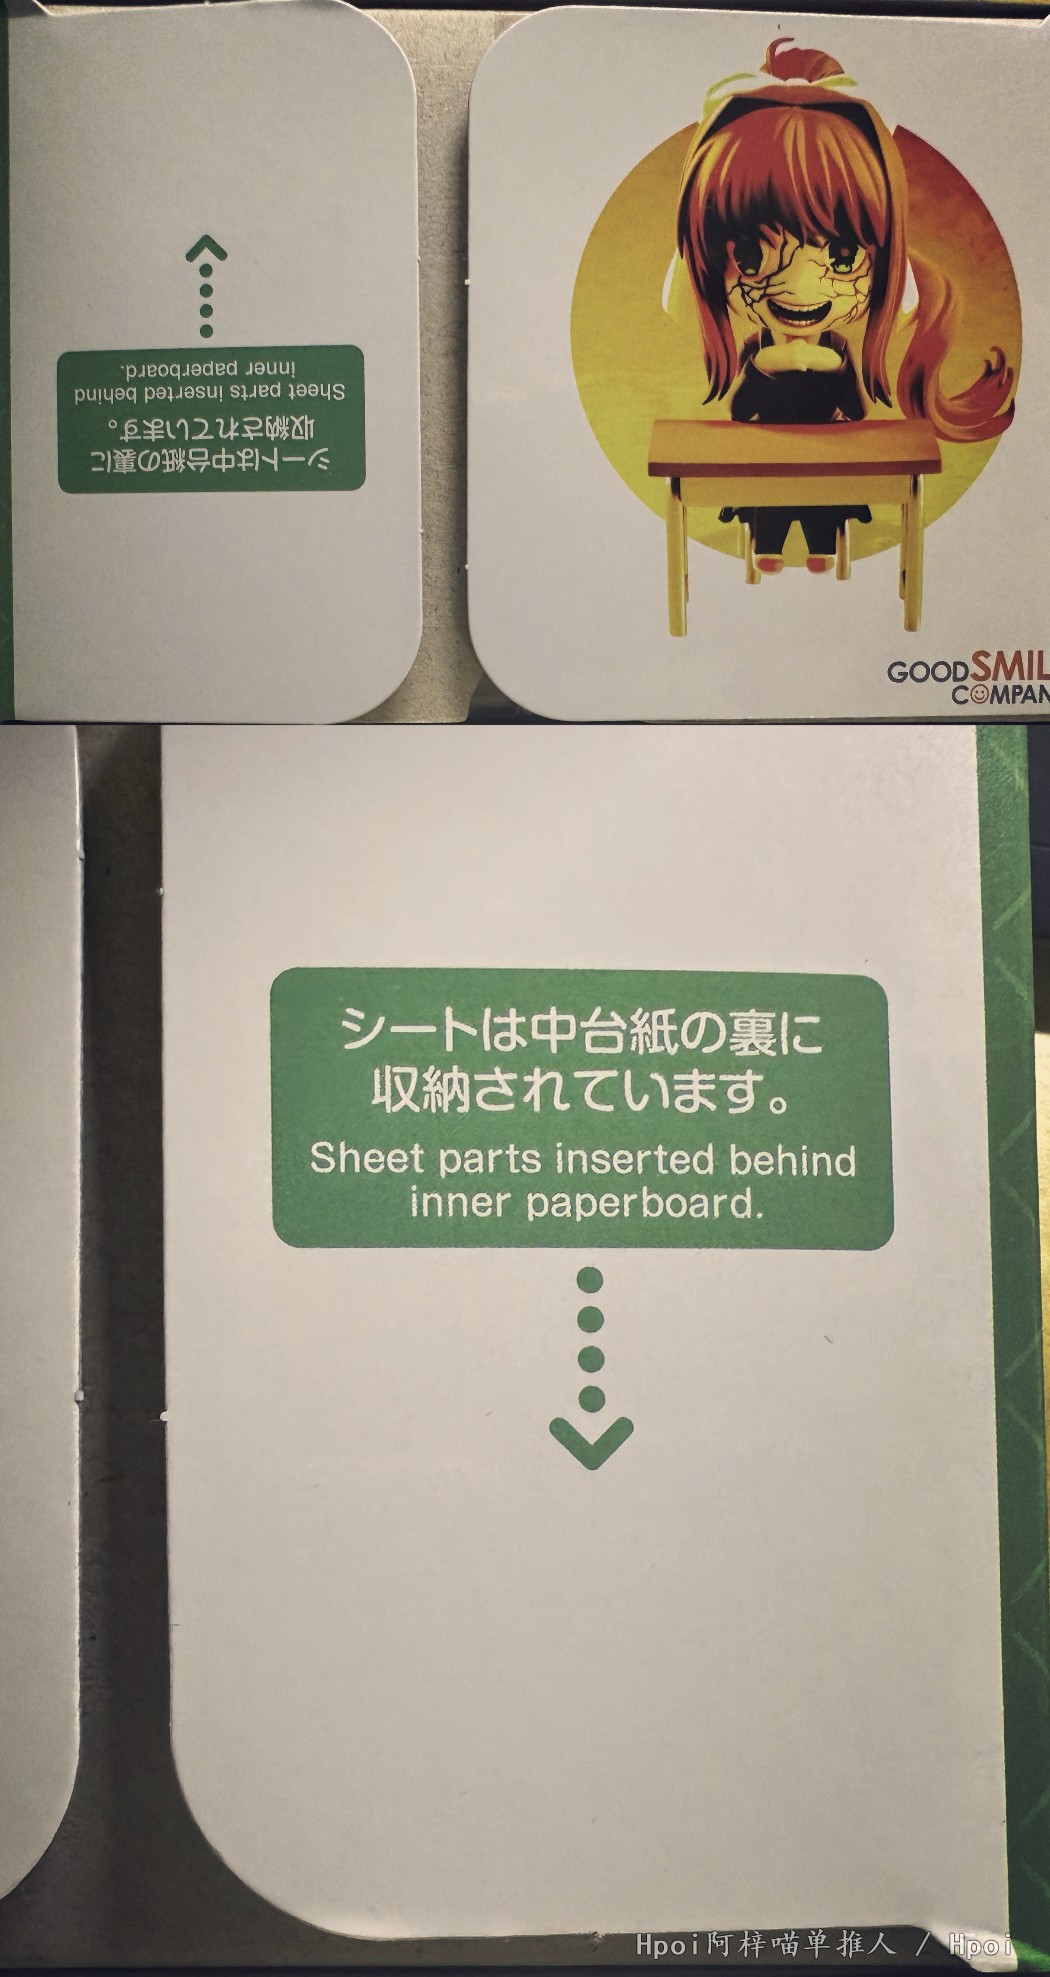 シートは中台紙の裏に
収納されています。
Sheet parts inserted behind
inner paperboard.
GOODSMIL
COMPAN
シートは中台紙の裏に
収納されています。
Sheet parts inserted behind
inner paperboard.
Hpoi阿梓喵单推人 / Hpoi